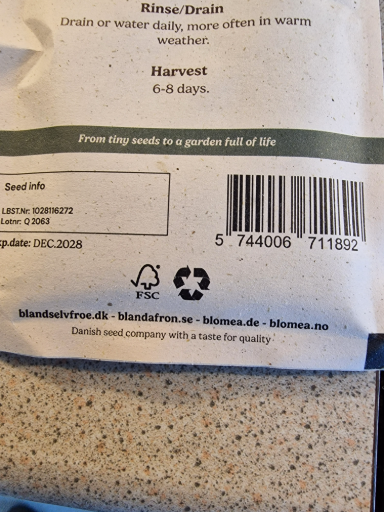 Rinse/Drain
Drain or water daily, more often in warm
weather.
Harvest
6-8 days.
From tiny seeds to a garden full of life
Seed info
LBST.Nr: 1028116272
Lotnr: Q 2063
xp.date: DEC.2028
5 744006 711892
FSC
blandselvfroe.dk - blandafron.se - blomea.de - blomea.no
Danish seed company with a taste for quality